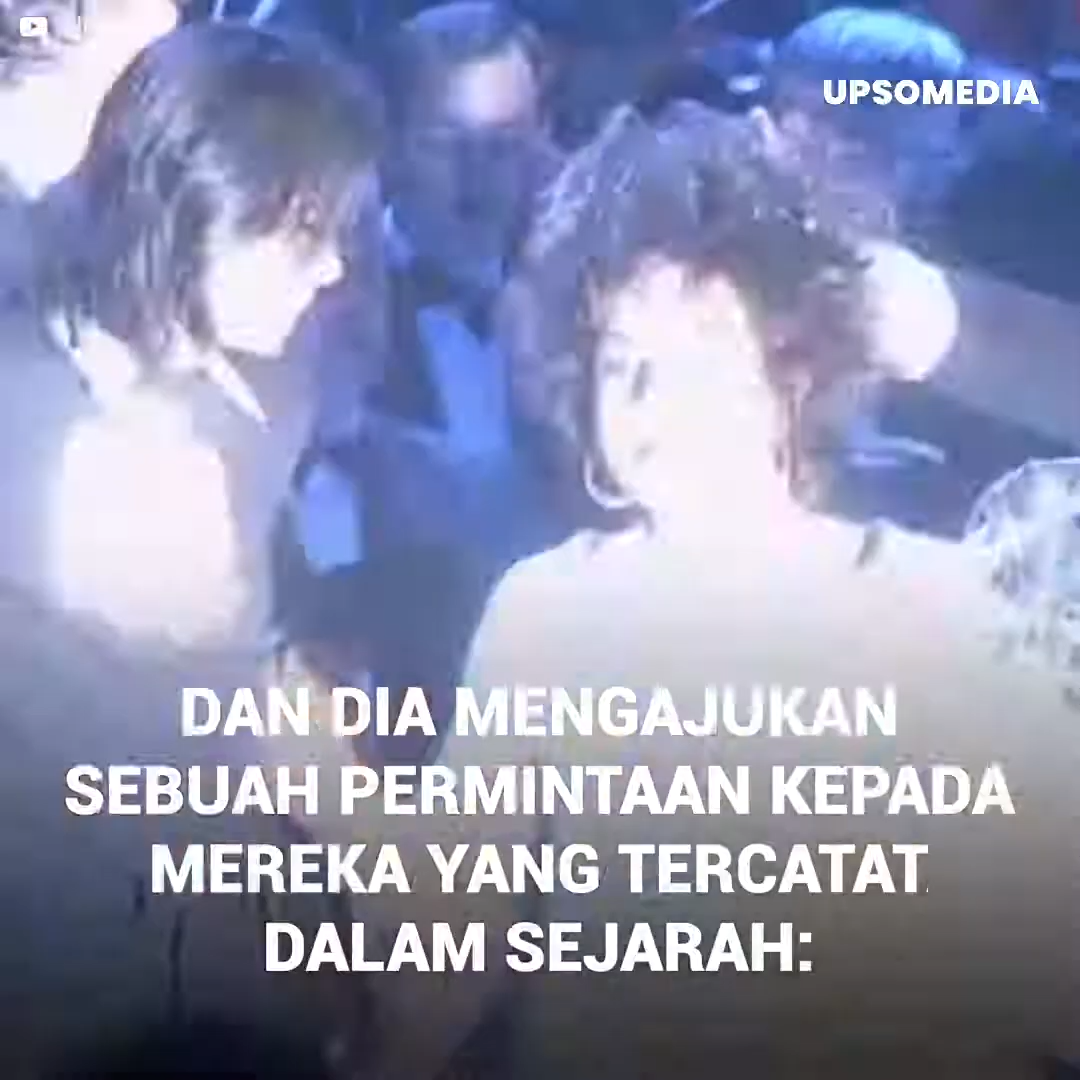 UPSOMEDIA
DAN DIA MENGAJUKAN
SEBUAH PERMINTAAN KEPADA
MEREKA YANG TERCATAT
DALAM SEJARAH: